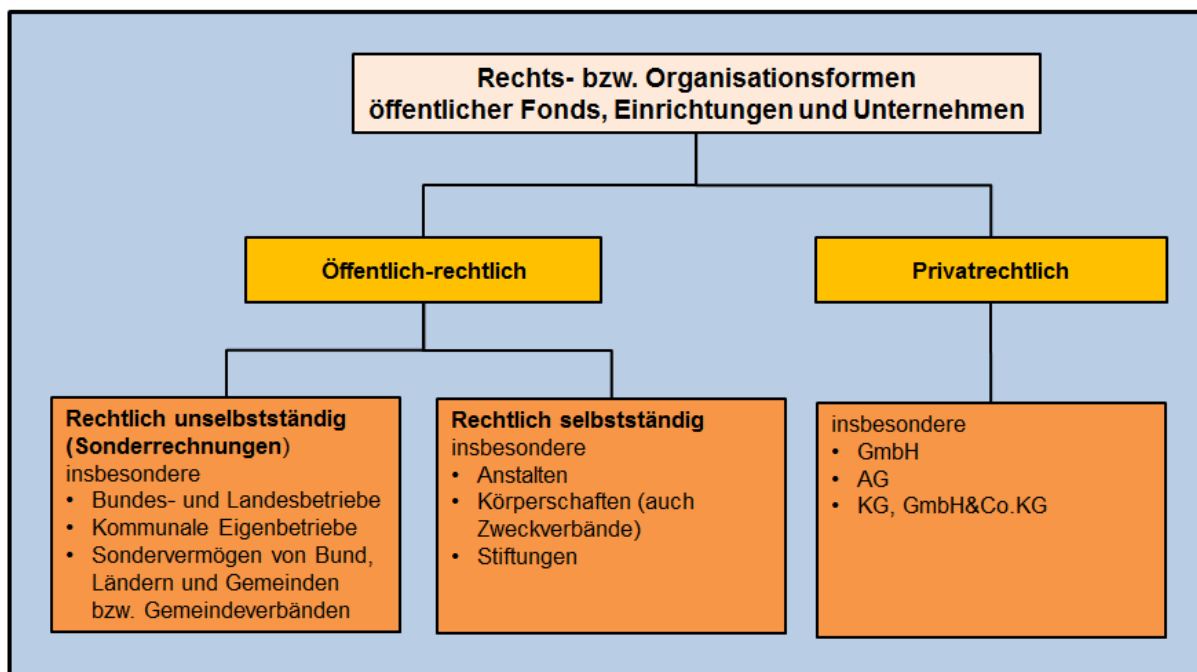 Rechts- bzw. Organisationsformen
öffentlicher Fonds, Einrichtungen und Unternehmen
Öffentlich-rechtlich
Privatrechtlich
Rechtlich unselbstständig
(Sonderrechnungen)
insbesondere
• Bundes- und Landesbetriebe
• Kommunale Eigenbetriebe
• Sondervermögen von Bund,
Ländern und Gemeinden
bzw. Gemeindeverbänden
Rechtlich selbstständig
insbesondere
• Anstalten
• Körperschaften (auch
Zweckverbände)
• Stiftungen
insbesondere
• GmbH
• AG
• KG, GmbH&Co.KG